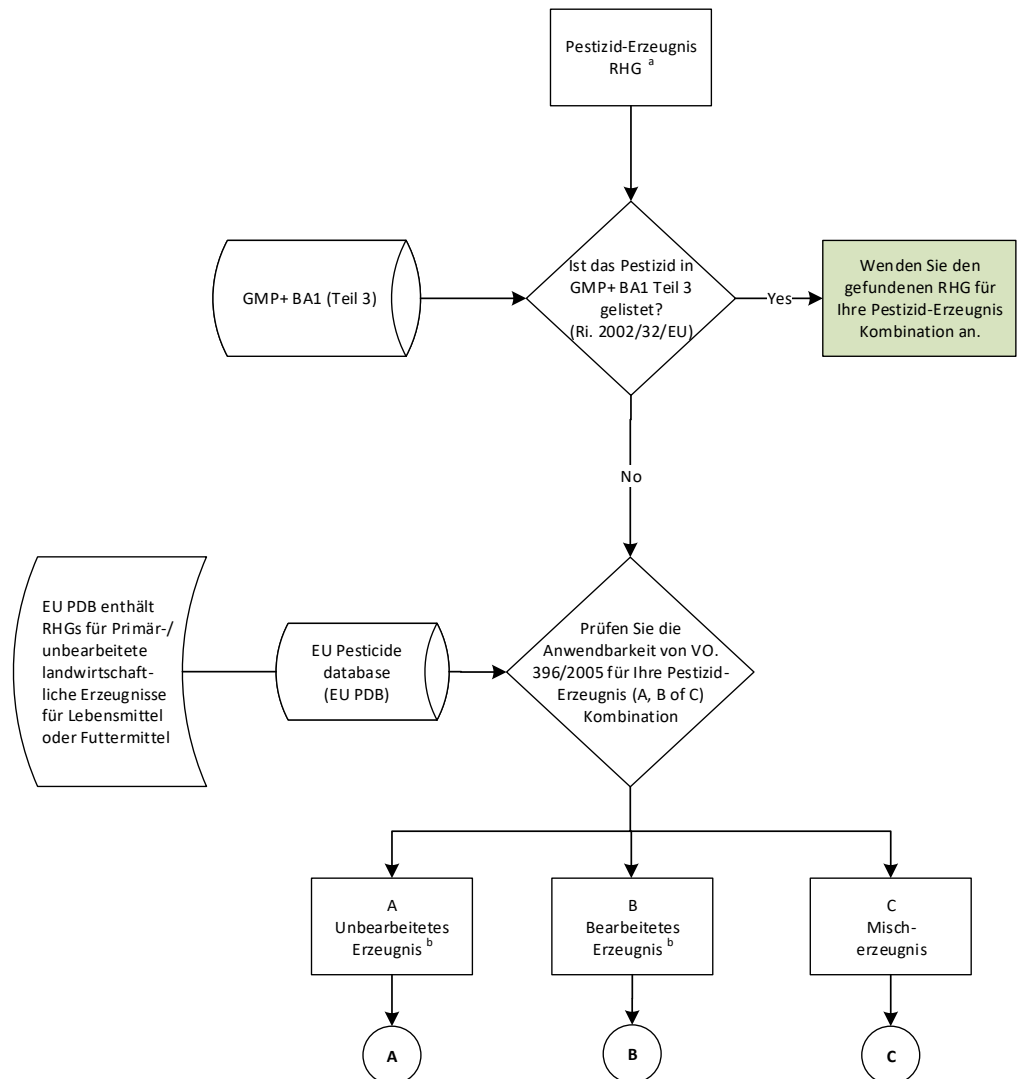 Pestizid-Erzeugnis
RHG a
GMP+ BA1 (Teil 3)
Ist das Pestizid in
GMP+ BA1 Teil 3
gelistet?
(Ri. 2002/32/EU)
Yes
Wenden Sie den
gefundenen RHG für
Ihre Pestizid-Erzeugnis
Kombination an.
No
EU PDB enthält
RHGs für Primär-/
unbearbeitete
landwirtschaft-
liche Erzeugnisse
für Lebensmittel
oder Futtermittel
EU Pesticide
database
(EU PDB)
Prüfen Sie die
Anwendbarkeit von VO.
396/2005 für Ihre Pestizid-
Erzeugnis (A, B of C)
Kombination
A
Unbearbeitetes
Erzeugnis b
B
Bearbeitetes
Erzeugnis b
C
Misch-
erzeugnis
A
B
C